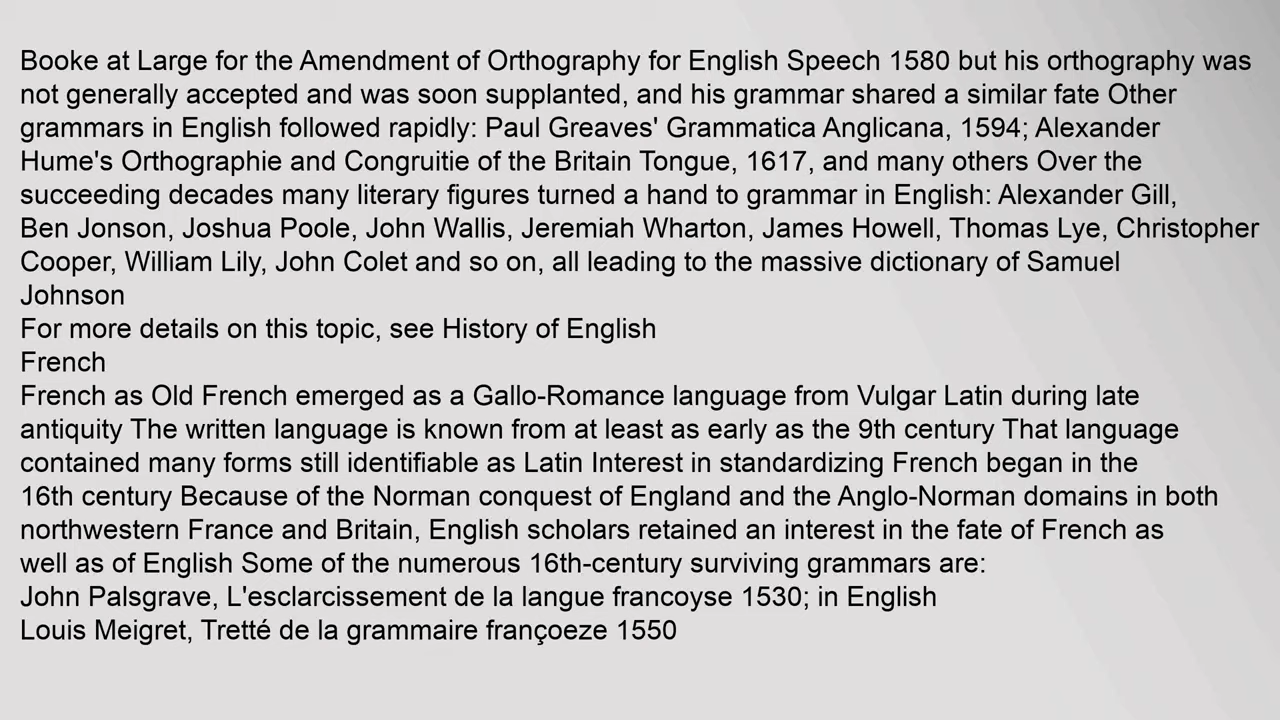 Booke at Large for the Amendment of Orthography for English Speech 1580 but his orthography was
not generally accepted and was soon supplanted, and his grammar shared a similar fate Other
grammars in English followed rapidly: Paul Greaves' Grammatica Anglicana, 1594; Alexander
Hume's Orthographie and Congruitie of the Britain Tongue, 1617, and many others Over the
succeeding decades many literary figures turned a hand to grammar in English: Alexander Gill,
Ben Jonson, Joshua Poole, John Wallis, Jeremiah Wharton, James Howell, Thomas Lye, Christopher
Cooper, William Lily, John Colet and so on, all leading to the massive dictionary of Samuel
Johnson
For more details on this topic, see History of English
French
French as Old French emerged as a Gallo-Romance language from Vulgar Latin during late
antiquity The written language is known from at least as early as the 9th century That language
contained many forms still identifiable as Latin Interest in standardizing French began in the
16th century Because of the Norman conquest of England and the Anglo-Norman domains in both
northwestern France and Britain, English scholars retained an interest in the fate of French as
well as of English Some of the numerous 16th-century surviving grammars are:
John Palsgrave, L'esclarcissement de la langue francoyse 1530; in English
Louis Meigret, Tretté de la grammaire françoeze 1550